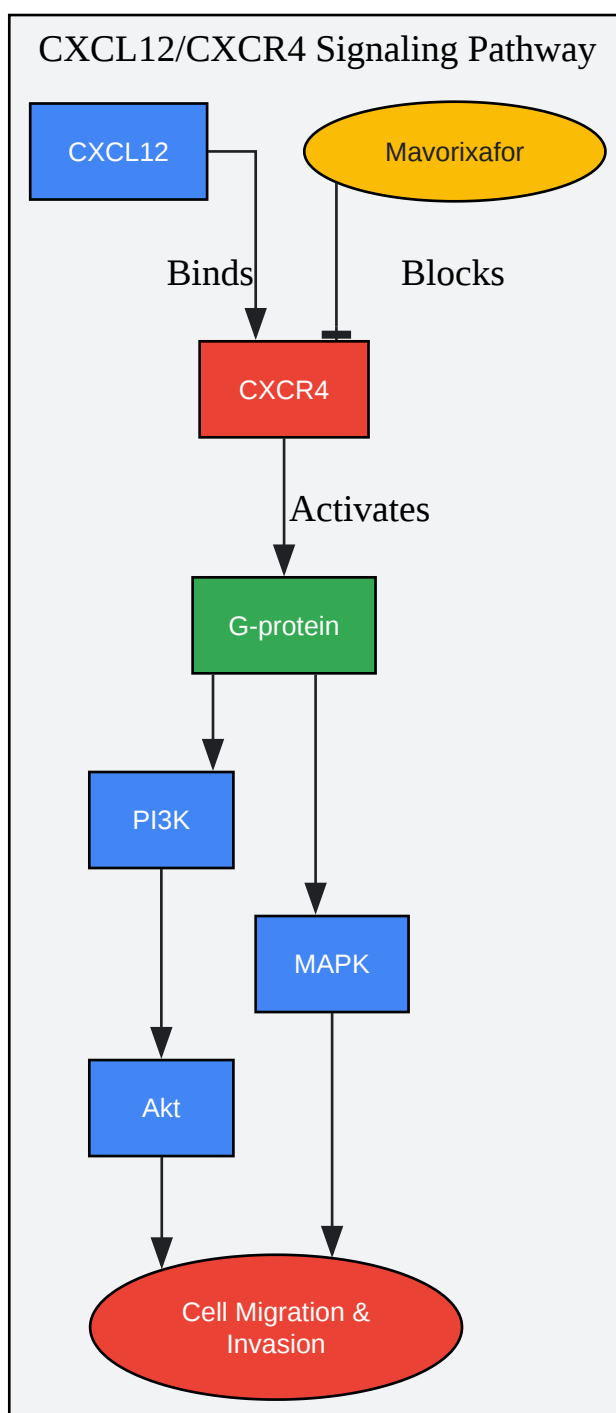 CXCL12/CXCR4 Signaling Pathway
CXCL12
Mavorixafor
Binds
Blocks
CXCR4
Activates
G-protein
PI3K
MAPK
Akt
Cell Migration &
Invasion